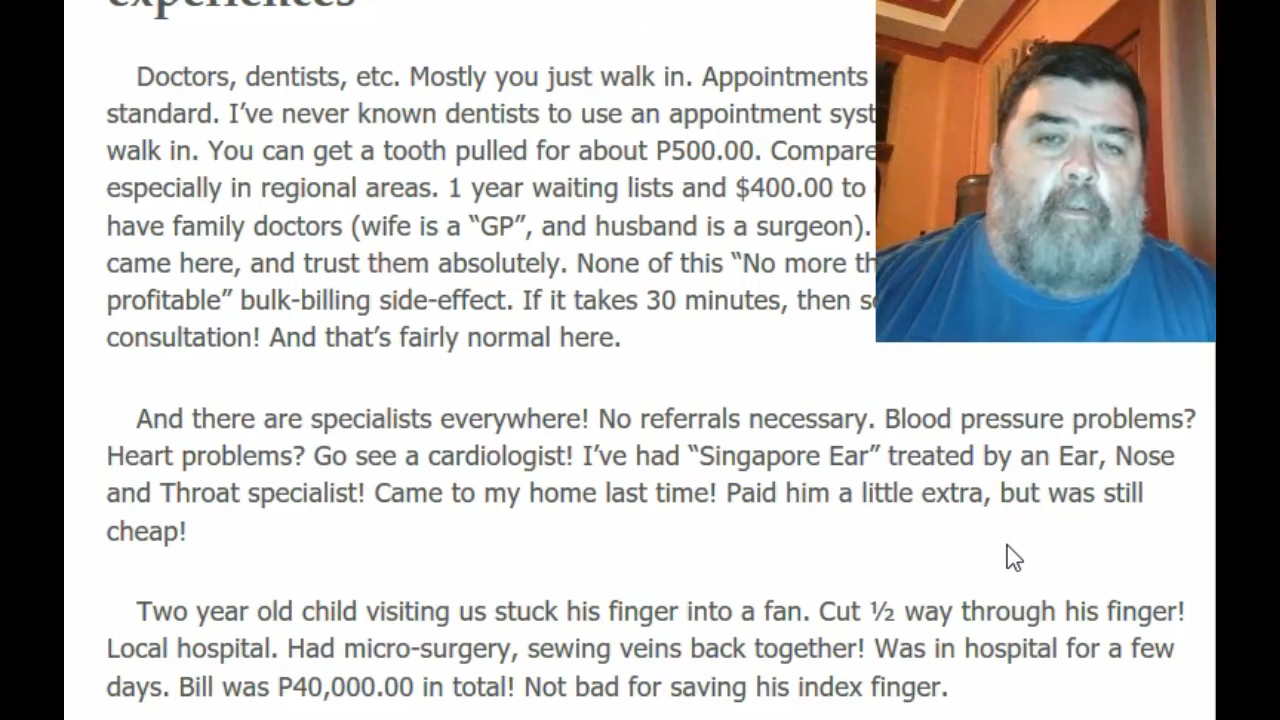 experiences
Doctors, dentists, etc. Mostly you just walk in. Appointments
standard. I’ve never known dentists to use an appointment syst
walk in. You can get a tooth pulled for about P500.00. Compare
especially in regional areas. 1 year waiting lists and $400.00 to
have family doctors (wife is a “GP”, and husband is a surgeon).
came here, and trust them absolutely. None of this “No more th
profitable” bulk-billing side-effect. If it takes 30 minutes, then
consultation! And that’s fairly normal here.
And there are specialists everywhere! No referrals necessary. Blood pressure problems?
Heart problems? Go see a cardiologist! I’ve had “Singapore Ear” treated by an Ear, Nose
and Throat specialist! Came to my home last time! Paid him a little extra, but was still
cheap!
Two year old child visiting us stuck his finger into a fan. Cut ½ way through his finger!
Local hospital. Had micro-surgery, sewing veins back together! Was in hospital for a few
days. Bill was P40,000.00 in total! Not bad for saving his index finger.